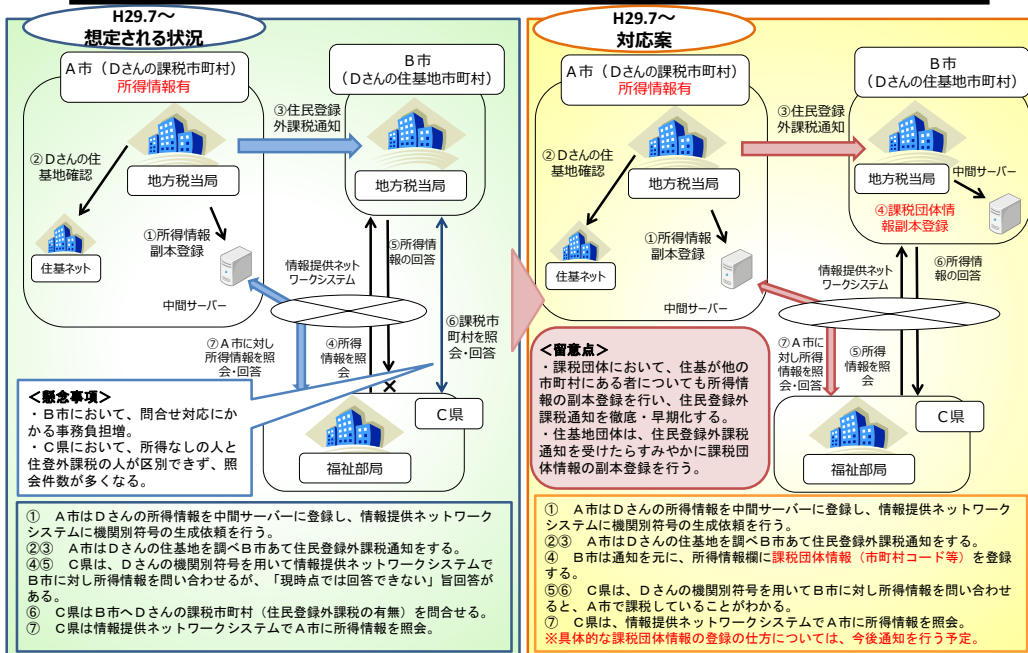 H29.7～
想定される状況
A市（Dさんの課税市町村）
所得情報有
B市
（Dさんの住基地市町村）
③住民登録
外課税通知
②Dさんの住
基地確認
地方税当局
地方税当局
①所得情報
副本登録
住基ネット
中間サーバー
情報提供ネット
ワークシステム
⑤所得情
報の回答
⑥課税市
町村を照
会・回答
⑦A市に対し
所得情報を照
会・回答
④所得
情報を照
会
×
C県
福祉部局
＜懸念事項＞
・B市において、問合せ対応にか
かる事務負担増。
・C県において、所得なしの人と
住登外課税の人が区別できず、照
会件数が多くなる。
①　A市はDさんの所得情報を中間サーバーに登録し、情報提供ネットワーク
システムに機関別符号の生成依頼を行う。
②③　A市はDさんの住基地を調べB市あて住民登録外課税通知をする。
④⑤　C県は、Dさんの機関別符号を用いて情報提供ネットワークシステムで
B市に対し所得情報を問い合わせるが、「現時点では回答できない」旨回答が
ある。
⑥　C県はB市へDさんの課税市町村（住民登録外課税の有無）を問合せる。
⑦　C県は情報提供ネットワークシステムでA市に所得情報を照会。
H29.7～
対応案
A市（Dさんの課税市町村）
所得情報有
B市
（Dさんの住基地市町村）
③住民登録
外課税通知
②Dさんの住
基地確認
地方税当局
地方税当局
中間サーバー
④課税団体情
報副本登録
①所得情報
副本登録
住基ネット
中間サーバー
情報提供ネット
ワークシステム
⑥所得情報
の回答
⑦A市に
対し所得
情報を照
会・回答
⑤所得
情報を照
会
C県
福祉部局
＜留意点＞
・課税団体において、住基が他の
市町村にある者についても所得情
報の副本登録を行い、住民登録外
課税通知を徹底・早期化する。
・住基地団体は、住民登録外課税
通知を受けたらすみやかに課税団
体情報の副本登録を行う。
①　A市はDさんの所得情報を中間サーバーに登録し、情報提供ネットワーク
システムに機関別符号の生成依頼を行う。
②③　A市はDさんの住基地を調べB市あて住民登録外課税通知をする。
④　B市は通知を元に、所得情報欄に課税団体情報（市町村コード等）を登録
する。
⑤⑥　C県は、Dさんの機関別符号を用いてB市に対し所得情報を問い合わせ
ると、A市で課税していることがわかる。
⑦　C県は、情報提供ネットワークシステムでA市に所得情報を照会。
※具体的な課税団体情報の登録の仕方については、今後通知を行う予定。